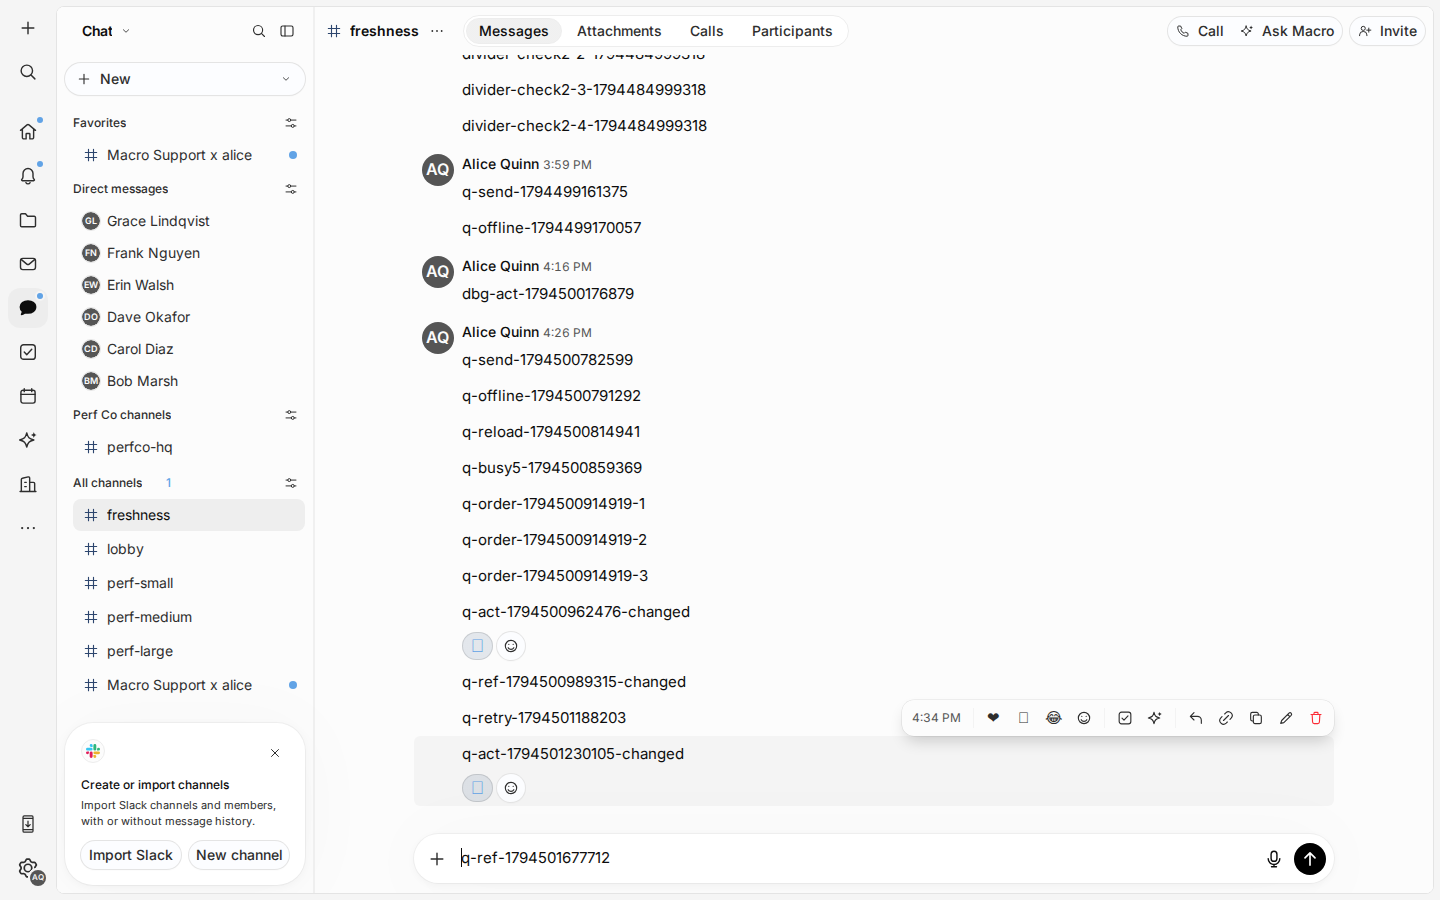 Chat
New
Favorites
Macro Support x alice
Direct messages
GL Grace Lindqvist
FN Frank Nguyen
EW Erin Walsh
DO Dave Okafor
CD Carol Diaz
BM Bob Marsh
Perf Co channels
perfco-hq
All channels 1
freshness
lobby
perf-small
perf-medium
perf-large
Macro Support x alice
Create or import channels
Import Slack channels and members,
with or without message history.
Import Slack New channel
AQ
freshness Messages Attachments Calls Participants Call Ask Macro Invite
divider-check2-2-1794484999318
divider-check2-3-1794484999318
divider-check2-4-1794484999318
AQ Alice Quinn 3:59 PM
q-send-1794499161375
q-offline-1794499170057
AQ Alice Quinn 4:16 PM
dbg-act-1794500176879
AQ Alice Quinn 4:26 PM
q-send-1794500782599
q-offline-1794500791292
q-reload-1794500814941
q-busy5-1794500859369
q-order-1794500914919-1
q-order-1794500914919-2
q-order-1794500914919-3
q-act-1794500962476-changed
q-ref-1794500989315-changed
q-retry-1794501188203
4:34 PM
q-act-1794501230105-changed
q-ref-1794501677712